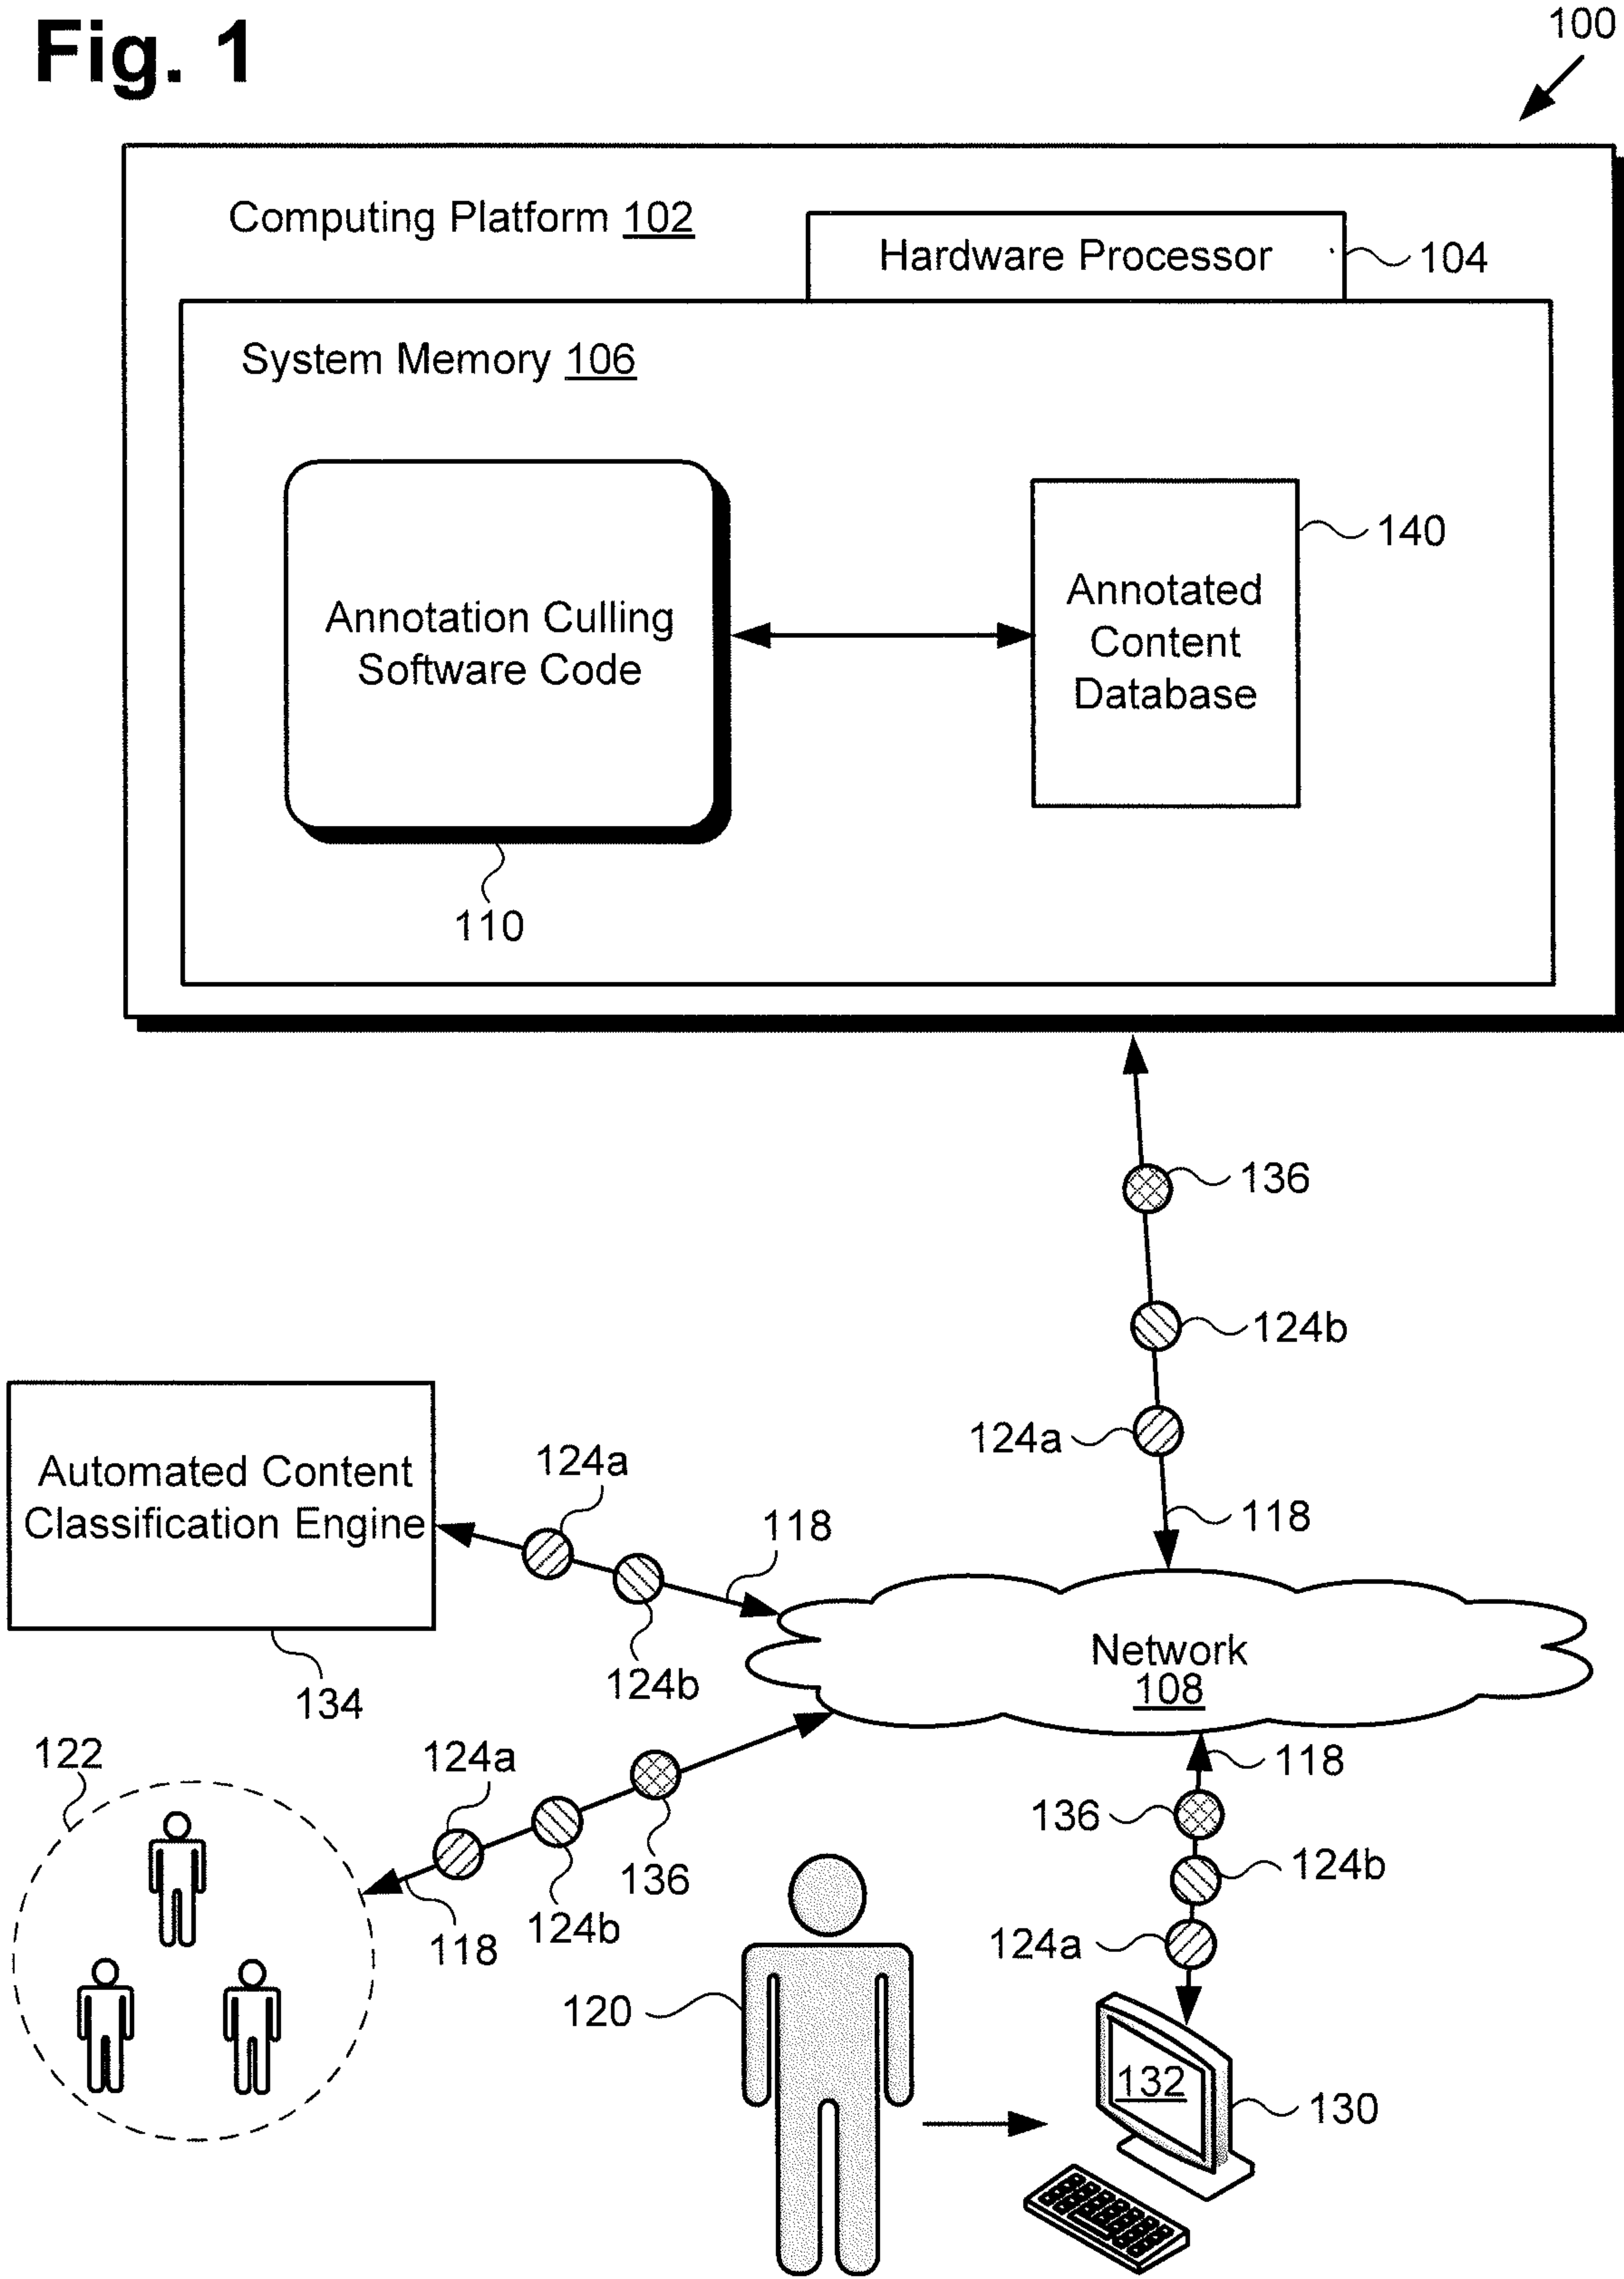 Fig. 1
100
Computing Platform 102
Hardware Processor
104
System Memory 106
Annotation Culling
Software Code
110
Annotated
Content
Database
140
136
124b
124a
118
Automated Content
Classification Engine
134
124a
124b
118
Network
108
122
124a
124b
136
118
118
136
124b
124a
120
132
130